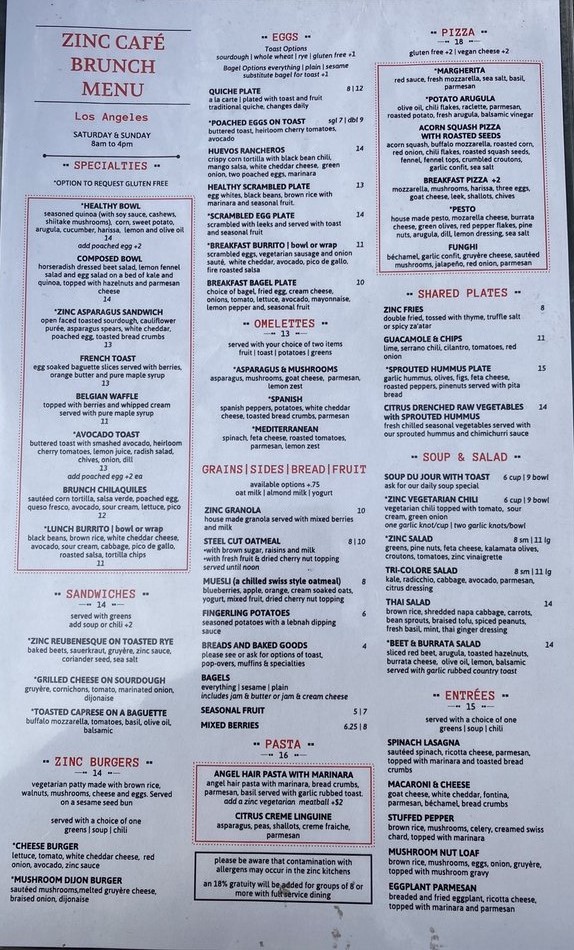 ZINC CAFÉ
BRUNCH
MENU
Los Angeles
SATURDAY & SUNDAY
8am to 4pm
•• SPECIALTIES ••
*OPTION TO REQUEST GLUTEN FREE
*HEALTHY BOWL
seasoned quinoa (with soy sauce, cashews,
shiitake mushrooms), corn, sweet potato,
arugula, cucumber, harissa, lemon and olive oil
14
add poached egg +2
COMPOSED BOWL
horseradish dressed beet salad, lemon fennel
salad and egg salad on a bed of kale and
quinoa, topped with hazelnuts and parmesan
cheese
14
*ZINC ASPARAGUS SANDWICH
open faced toasted sourdough, cauliflower
purée, asparagus spears, white cheddar,
poached egg, toasted bread crumbs
13
FRENCH TOAST
egg soaked baguette slices served with berries,
orange butter and pure maple syrup
13
BELGIAN WAFFLE
topped with berries and whipped cream
served with pure maple syrup
11
*AVOCADO TOAST
buttered toast with smashed avocado, heirloom
cherry tomatoes, lemon juice, radish salad,
chives, onion, dill
13
add poached egg +2 ea
BRUNCH CHILAQUILES
sautéed corn tortilla, salsa verde, poached egg,
queso fresco, avocado, sour cream, lettuce, pico
12
*LUNCH BURRITO | bowl or wrap
black beans, brown rice, white cheddar cheese,
avocado, sour cream, cabbage, pico de gallo,
roasted salsa, tortilla chips
11
•• SANDWICHES ••
— 14 —
served with greens
add soup or chili +2
*ZINC REUBENESQUE ON TOASTED RYE
baked beets, sauerkraut, gruyère, zinc sauce,
coriander seed, sea salt
*GRILLED CHEESE ON SOURDOUGH
gruyère, cornichons, tomato, marinated onion,
dijonaise
*TOASTED CAPRESE ON A BAGUETTE
buffalo mozzarella, tomatoes, basil, olive oil,
balsamic
•• ZINC BURGERS ••
— 14 —
vegetarian patty made with brown rice,
walnuts, mushrooms, cheese and eggs. Served
on a sesame seed bun
served with a choice of one
greens | soup | chili
*CHEESE BURGER
lettuce, tomato, white cheddar cheese, red
onion, avocado, zinc sauce
*MUSHROOM DIJON BURGER
sautéed mushrooms,melted gruyère cheese,
braised onion, dijonaise
•• EGGS ••
Toast Options
sourdough | whole wheat | rye | gluten free +1
Bagel Options everything | plain | sesame
substitute bagel for toast +1
QUICHE PLATE 8 | 12
a la carte | plated with toast and fruit
traditional quiche, changes daily
*POACHED EGGS ON TOAST sgl 7 | dbl 9
buttered toast, heirloom cherry tomatoes,
avocado
HUEVOS RANCHEROS 14
crispy corn tortilla with black bean chili,
mango salsa, white cheddar cheese, green
onion, two poached eggs, marinara
HEALTHY SCRAMBLED PLATE 13
egg whites, black beans, brown rice with
marinara and seasonal fruit.
*SCRAMBLED EGG PLATE 14
scrambled with leeks and served with toast
and seasonal fruit
*BREAKFAST BURRITO | bowl or wrap 11
scrambled eggs, vegetarian sausage and onion
sauté, white cheddar, avocado, pico de gallo,
fire roasted salsa
BREAKFAST BAGEL PLATE 10
choice of bagel, fried egg, cream cheese,
onions, tomato, lettuce, avocado, mayonnaise,
lemon pepper and, seasonal fruit
•• OMELETTES ••
— 13 —
served with your choice of two items
fruit | toast | potatoes | greens
*ASPARAGUS & MUSHROOMS
asparagus, mushrooms, goat cheese, parmesan,
lemon zest
*SPANISH
spanish peppers, potatoes, white cheddar
cheese, toasted bread crumbs, parmesan
*MEDITERRANEAN
spinach, feta cheese, roasted tomatoes,
parmesan, lemon zest
GRAINS|SIDES|BREAD|FRUIT
available options +.75
oat milk | almond milk | yogurt
ZINC GRANOLA 10
house made granola served with mixed berries
and milk
STEEL CUT OATMEAL 8 | 10
-with brown sugar, raisins and milk
-with fresh fruit & dried cherry nut topping
served until noon
MUESLI (a chilled swiss style oatmeal) 8
blueberries, apple, orange, cream soaked oats,
yogurt, mixed fruit, dried cherry nut topping
FINGERLING POTATOES 6
seasoned potatoes with a lebnah dipping
sauce
BREADS AND BAKED GOODS 4
please see or ask for options of toast,
pop-overs, muffins & specialties
BAGELS
everything | sesame | plain
includes jam & butter or jam & cream cheese
SEASONAL FRUIT 5 | 7
MIXED BERRIES 6.25 | 8
•• PASTA ••
— 16 —
ANGEL HAIR PASTA WITH MARINARA
angel hair pasta with marinara, bread crumbs,
parmesan, basil served with garlic rubbed toast.
add a zinc vegetarian meatball +$2
CITRUS CREME LINGUINE
asparagus, peas, shallots, creme fraiche,
parmesan
please be aware that contamination with
allergens may occur in the zinc kitchens
an 18% gratuity will be added for groups of 8 or
more with full service dining
•• PIZZA ••
— 18 —
gluten free +2 | vegan cheese +2
*MARGHERITA
red sauce, fresh mozzarella, sea salt, basil,
parmesan
*POTATO ARUGULA
olive oil, chili flakes, raclette, parmesan,
roasted potato, fresh arugula, balsamic vinegar
ACORN SQUASH PIZZA
WITH ROASTED SEEDS
acorn squash, buffalo mozzarella, roasted corn,
red onion, chili flakes, roasted squash seeds,
fennel, fennel tops, crumbled croutons,
garlic confit, sea salt
BREAKFAST PIZZA +2
mozzarella, mushrooms, harissa, three eggs,
goat cheese, leek, shallots, chives
*PESTO
house made pesto, mozarella cheese, burrata
cheese, green olives, red pepper flakes, pine
nuts, arugula, dill, lemon dressing, sea salt
FUNGHI
béchamel, garlic confit, gruyère cheese, sautéed
mushrooms, jalapeño, red onion, parmesan
•• SHARED PLATES ••
ZINC FRIES 8
double fried, tossed with thyme, truffle salt
or spicy za'atar
GUACAMOLE & CHIPS 11
lime, serrano chili, cilantro, tomatoes, red
onion
*SPROUTED HUMMUS PLATE 15
garlic hummus, olives, figs, feta cheese,
roasted peppers, pinenuts served with pita
bread
CITRUS DRENCHED RAW VEGETABLES 14
with SPROUTED HUMMUS
fresh chilled seasonal vegetables served with
our sprouted hummus and chimichurri sauce
•• SOUP & SALAD ••
SOUP DU JOUR WITH TOAST 6 cup | 9 bowl
ask for our daily soup special
*ZINC VEGETARIAN CHILI 6 cup | 9 bowl
vegetarian chili topped with tomato, sour
cream, green onion
one garlic knot/cup | two garlic knots/bowl
*ZINC SALAD 8 sm | 11 lg
greens, pine nuts, feta cheese, kalamata olives,
croutons, tomatoes, zinc vinaigrette
TRI-COLORE SALAD 8 sm | 11 lg
kale, radicchio, cabbage, avocado, parmesan,
citrus dressing
THAI SALAD 14
brown rice, shredded napa cabbage, carrots,
bean sprouts, braised tofu, spiced peanuts,
fresh basil, mint, thai ginger dressing
*BEET & BURRATA SALAD 14
sliced red beet, arugula, toasted hazelnuts,
burrata cheese, olive oil, lemon, balsamic
served with garlic rubbed country toast
•• ENTRÉES ••
— 15 —
served with a choice of one
greens | soup | chili
SPINACH LASAGNA
sautéed spinach, ricotta cheese, parmesan,
topped with marinara and toasted bread
crumbs
MACARONI & CHEESE
goat cheese, white cheddar, fontina,
parmesan, béchamel, bread crumbs
STUFFED PEPPER
brown rice, mushrooms, celery, creamed swiss
chard, topped with marinara
MUSHROOM NUT LOAF
brown rice, mushrooms, eggs, onion, gruyère,
topped with mushroom gravy
EGGPLANT PARMESAN
breaded and fried eggplant, ricotta cheese,
topped with marinara and parmesan